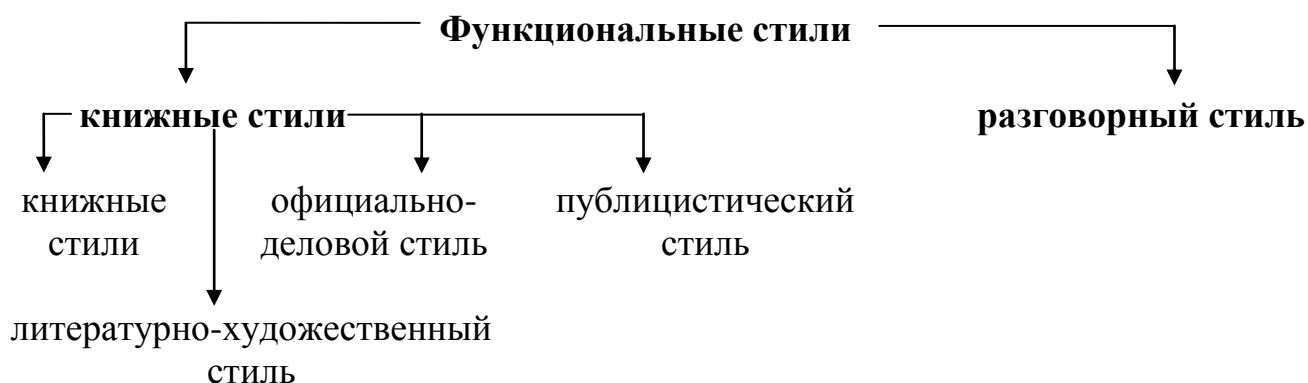 Функциональные стили
книжные стили
разговорный стиль
книжные
стили
официально-
деловой стиль
публицистический
стиль
литературно-художественный
стиль